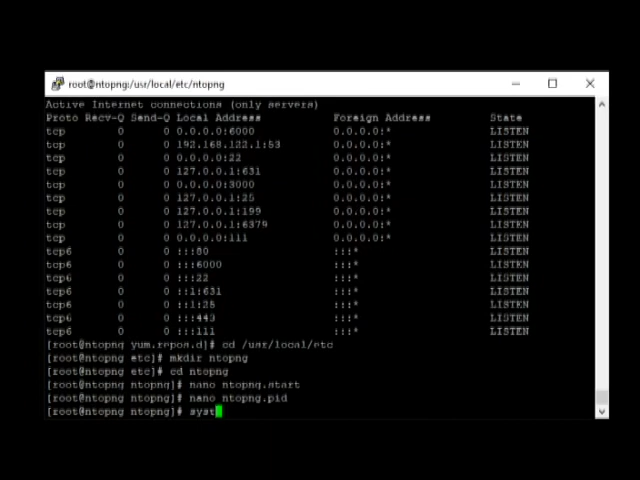 root@ntopng:/usr/local/etc/ntopng
Active Internet connections (only servers)
Proto Recv-Q Send-Q Local Address Foreign Address State
tcp 0 0 0.0.0.0:6000 0.0.0.0:* LISTEN
tcp 0 0 192.168.122.1:53 0.0.0.0:* LISTEN
tcp 0 0 0.0.0.0:22 0.0.0.0:* LISTEN
tcp 0 0 127.0.0.1:631 0.0.0.0:* LISTEN
tcp 0 0 0.0.0.0:3000 0.0.0.0:* LISTEN
tcp 0 0 127.0.0.1:25 0.0.0.0:* LISTEN
tcp 0 0 127.0.0.1:199 0.0.0.0:* LISTEN
tcp 0 0 127.0.0.1:6379 0.0.0.0:* LISTEN
tcp 0 0 0.0.0.0:111 0.0.0.0:* LISTEN
tcp6 0 0 :::80 :::* LISTEN
tcp6 0 0 :::6000 :::* LISTEN
tcp6 0 0 :::22 :::* LISTEN
tcp6 0 0 ::1:631 :::* LISTEN
tcp6 0 0 ::1:25 :::* LISTEN
tcp6 0 0 :::443 :::* LISTEN
tcp6 0 0 :::111 :::* LISTEN
[root@ntopng yum.repos.d]# cd /usr/local/etc
[root@ntopng etc]# mkdir ntopng
[root@ntopng etc]# cd ntopng
[root@ntopng ntopng]# nano ntopng.start
[root@ntopng ntopng]# nano ntopng.pid
[root@ntopng ntopng]# syst